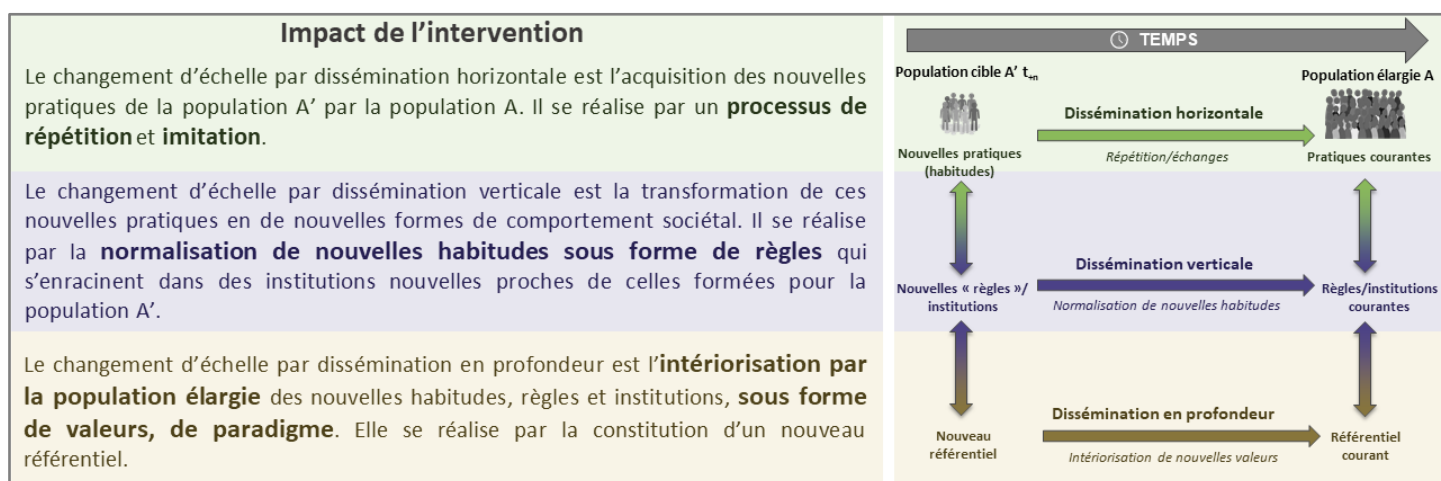 Impact de l’intervention
Le changement d’échelle par dissémination horizontale est l’acquisition des nouvelles
pratiques de la population A’ par la population A. Il se réalise par un processus de
répétition et imitation.
Le changement d’échelle par dissémination verticale est la transformation de ces
nouvelles pratiques en de nouvelles formes de comportement sociétal. Il se réalise
par la normalisation de nouvelles habitudes sous forme de règles qui
s’enracinent dans des institutions nouvelles proches de celles formées pour la
population A’.
Le changement d’échelle par dissémination en profondeur est l’intériorisation par
la population élargie des nouvelles habitudes, règles et institutions, sous forme
de valeurs, de paradigme. Elle se réalise par la constitution d’un nouveau
référentiel.
TEMPS
Population cible A’ t+n
Population élargie A
Dissémination horizontale
Répétition/échanges
Nouvelles pratiques
(habitudes)
Pratiques courantes
Dissémination verticale
Normalisation de nouvelles habitudes
Nouvelles « règles »/
institutions
Règles/institutions
courantes
Dissémination en profondeur
Intériorisation de nouvelles valeurs
Nouveau
référentiel
Référentiel
courant